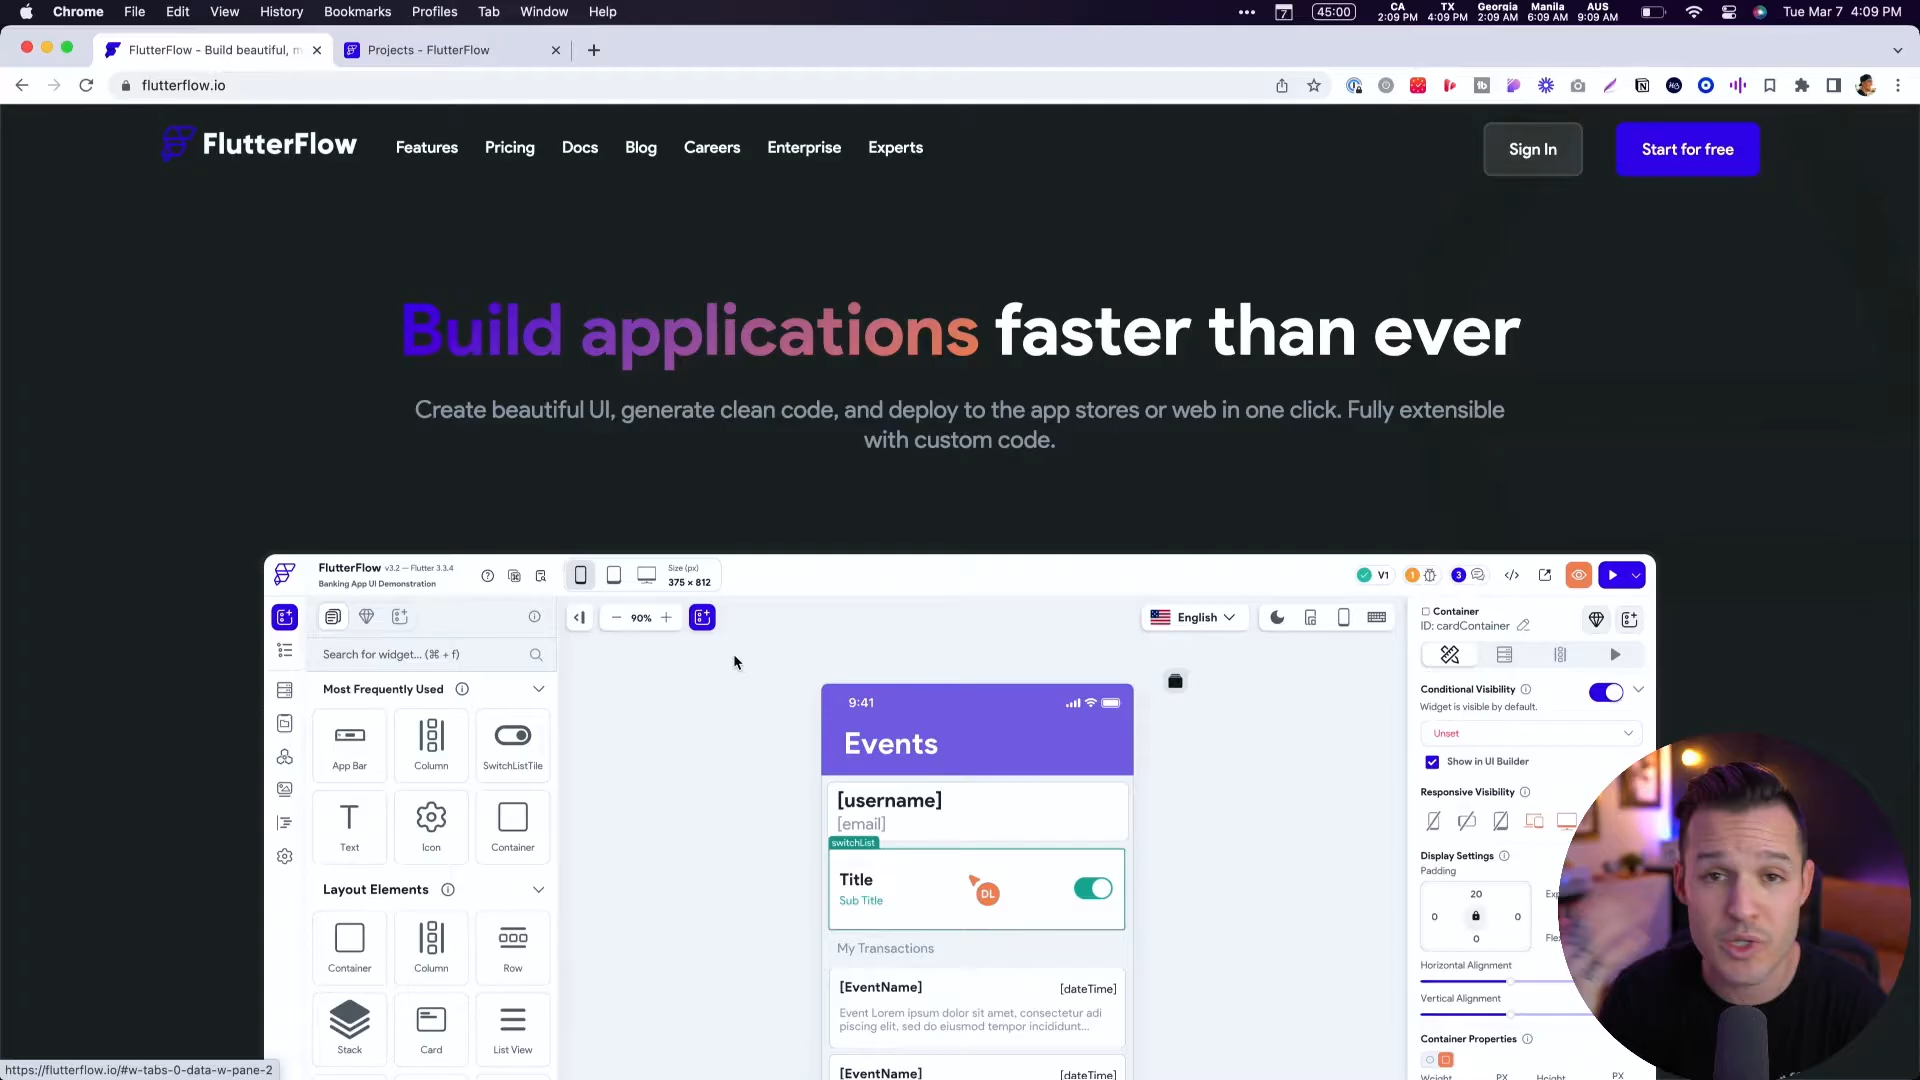 Chrome File Edit View History Bookmarks Profiles Tab Window Help
7 45:00 CA TX Georgia Manila AUS Tue Mar 7 4:09 PM
2:09 PM 4:09 PM 2:09 AM 6:09 AM 9:09 AM
FlutterFlow - Build beautiful, m
Projects - FlutterFlow
flutterflow.io
FlutterFlow Features Pricing Docs Blog Careers Enterprise Experts Sign In Start for free
Build applications faster than ever
Create beautiful UI, generate clean code, and deploy to the app stores or web in one click. Fully extensible
with custom code.
FlutterFlow v3.2 — Flutter 3.3.4
Banking App UI Demonstration
Size (px)
375 × 812
V1 1 3
90%
English
Search for widget... (⌘ + f)
Most Frequently Used
App Bar Column SwitchListTile
Text Icon Container
Layout Elements
Container Column Row
Stack Card List View
9:41
Events
[username]
[email]
switchList
Title
Sub Title
DL
My Transactions
[EventName] [dateTime]
Event Lorem ipsum dolor sit amet, consectetur adi
piscing elit, sed do eiusmod tempor incididunt...
[EventName] [dateTime]
Container
ID: cardContainer
Conditional Visibility
Widget is visible by default.
Unset
Show in UI Builder
Responsive Visibility
Display Settings
Padding
20
0 0
0
Exp
Flex
Horizontal Alignment
Vertical Alignment
Container Properties
Weight PX Height PX
https://flutterflow.io/#w-tabs-0-data-w-pane-2